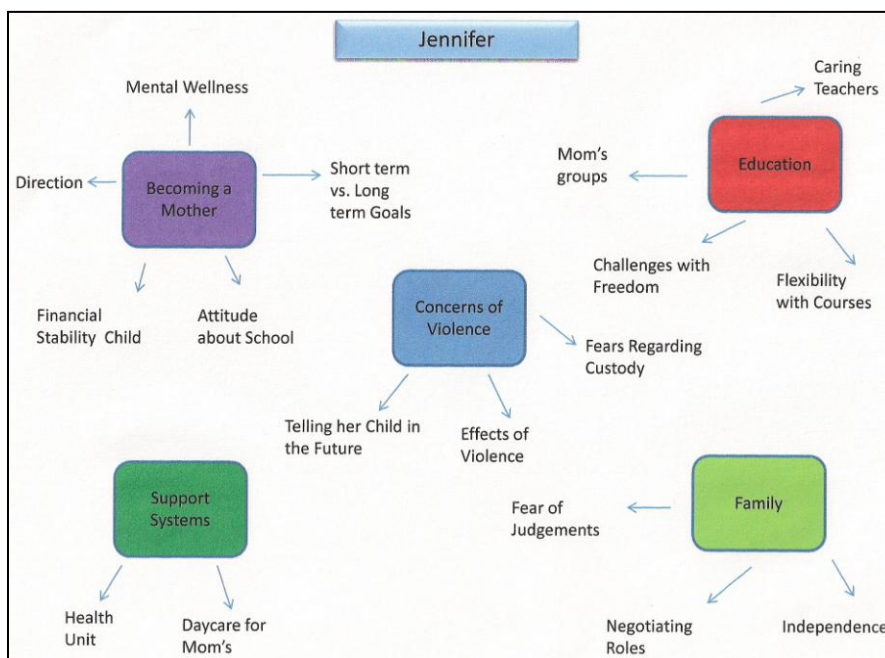 Jennifer
Mental Wellness
Direction
Becoming a
Mother
Short term
vs. Long
term Goals
Financial
Stability Child
Attitude
about School
Caring
Teachers
Education
Mom's
groups
Challenges with
Freedom
Flexibility
with Courses
Concerns of
Violence
Fears Regarding
Custody
Telling her Child in
the Future
Effects of
Violence
Support
Systems
Health
Unit
Daycare for
Mom's
Family
Fear of
Judgements
Negotiating
Roles
Independence